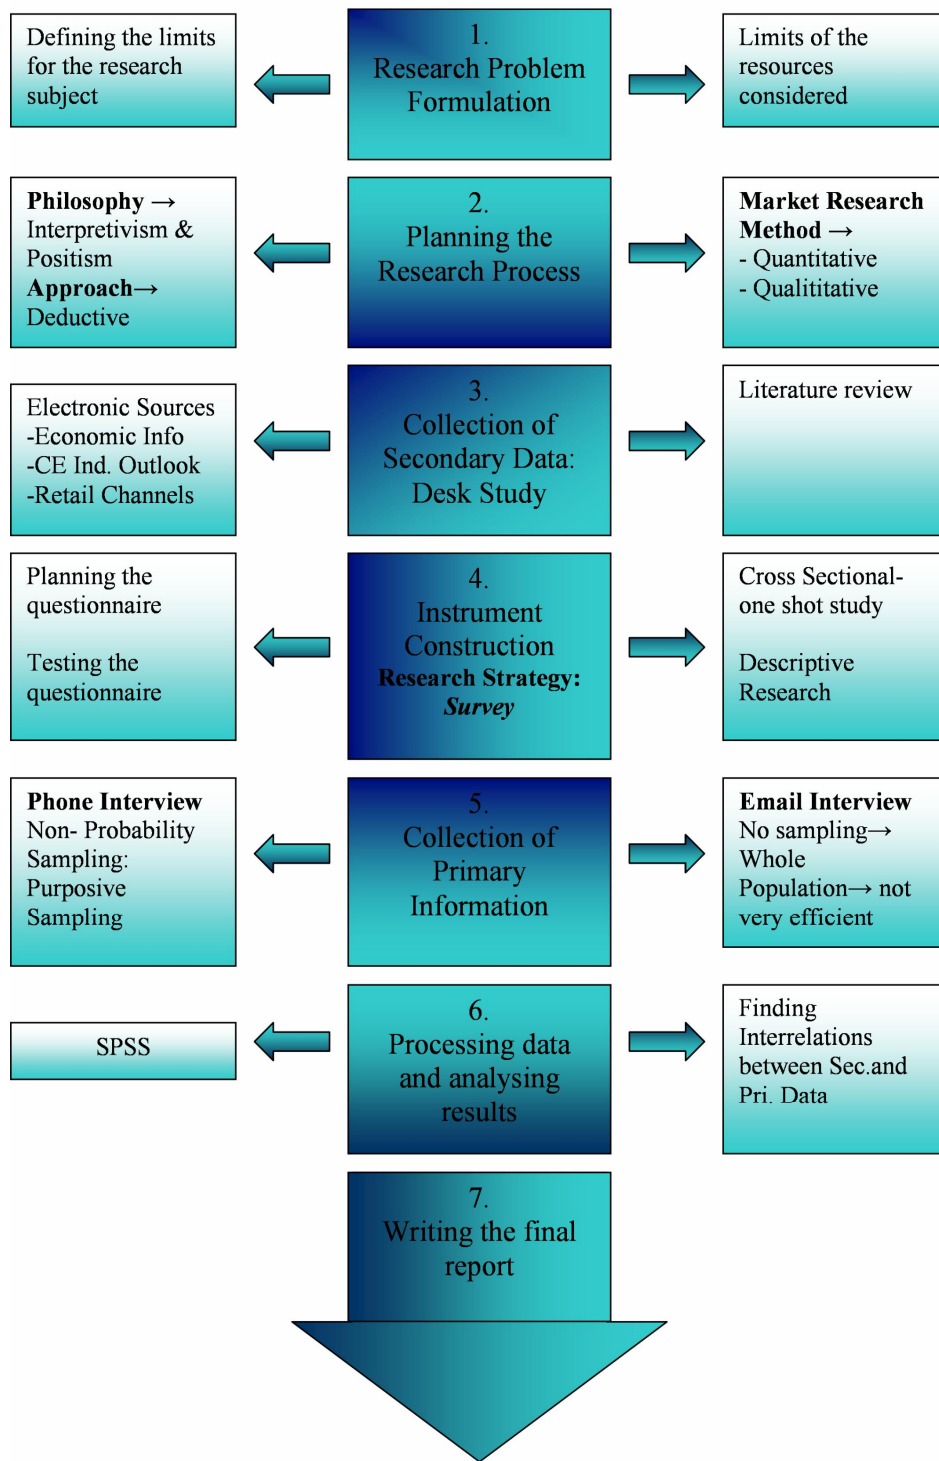 Defining the limits
for the research
subject
1.
Research Problem
Formulation
Limits of the
resources
considered
Philosophy →
Interpretivism &
Positism
Approach→
Deductive
2.
Planning the
Research Process
Market Research
Method →
- Quantitative
- Qualititative
Electronic Sources
-Economic Info
-CE Ind. Outlook
-Retail Channels
3.
Collection of
Secondary Data:
Desk Study
Literature review
Planning the
questionnaire
Testing the
questionnaire
4.
Instrument
Construction
Research Strategy:
Survey
Cross Sectional-
one shot study
Descriptive
Research
Phone Interview
Non- Probability
Sampling:
Purposive
Sampling
5.
Collection of
Primary
Information
Email Interview
No sampling→
Whole
Population→ not
very efficient
SPSS
6.
Processing data
and analysing
results
Finding
Interrelations
between Sec.and
Pri. Data
7.
Writing the final
report